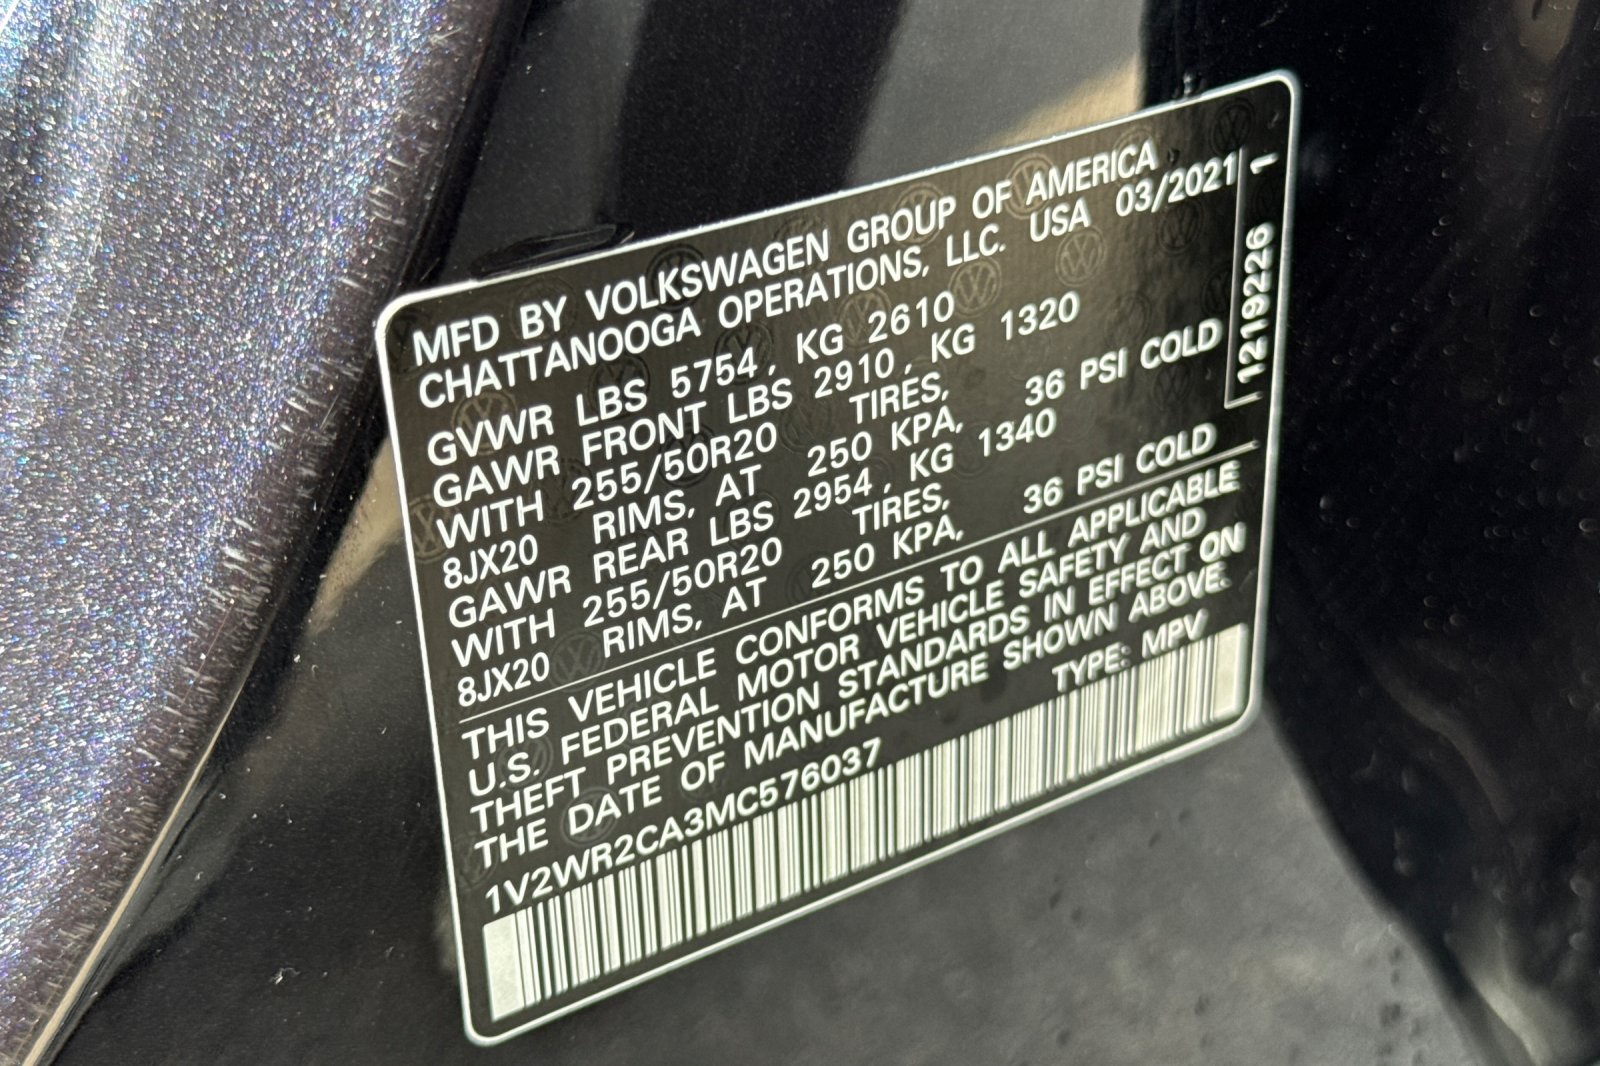 MFD BY VOLKSWAGEN GROUP OF AMERICA
CHATTANOOGA OPERATIONS, LLC. USA 03/2021
GVWR LBS 5754, KG 2610
GAWR FRONT LBS 2910, KG 1320
WITH 255/50R20 TIRES,
8JX20 RIMS, AT 250 KPA, 36 PSI COLD
GAWR REAR LBS 2954, KG 1340
WITH 255/50R20 TIRES,
8JX20 RIMS, AT 250 KPA, 36 PSI COLD
THIS VEHICLE CONFORMS TO ALL APPLICABLE
U.S. FEDERAL MOTOR VEHICLE SAFETY AND
THEFT PREVENTION STANDARDS IN EFFECT ON
THE DATE OF MANUFACTURE SHOWN ABOVE.
1V2WR2CA3MC576037 TYPE: MPV
1219226 1